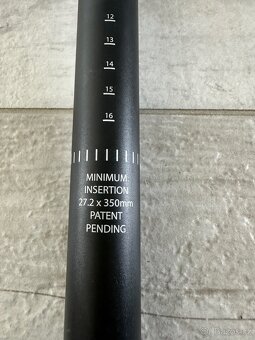 12
13
14
15
16
MINIMUM
INSERTION
27.2 x 350mm
PATENT
PENDING